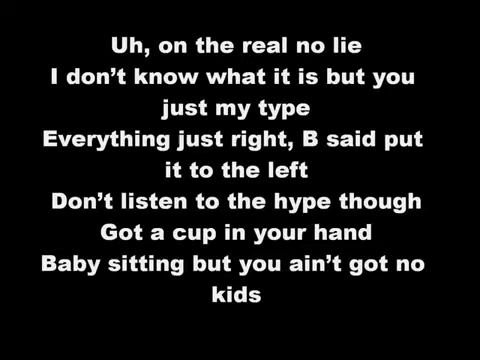 Uh, on the real no lie
I don’t know what it is but you
just my type
Everything just right, B said put
it to the left
Don’t listen to the hype though
Got a cup in your hand
Baby sitting but you ain’t got no
kids